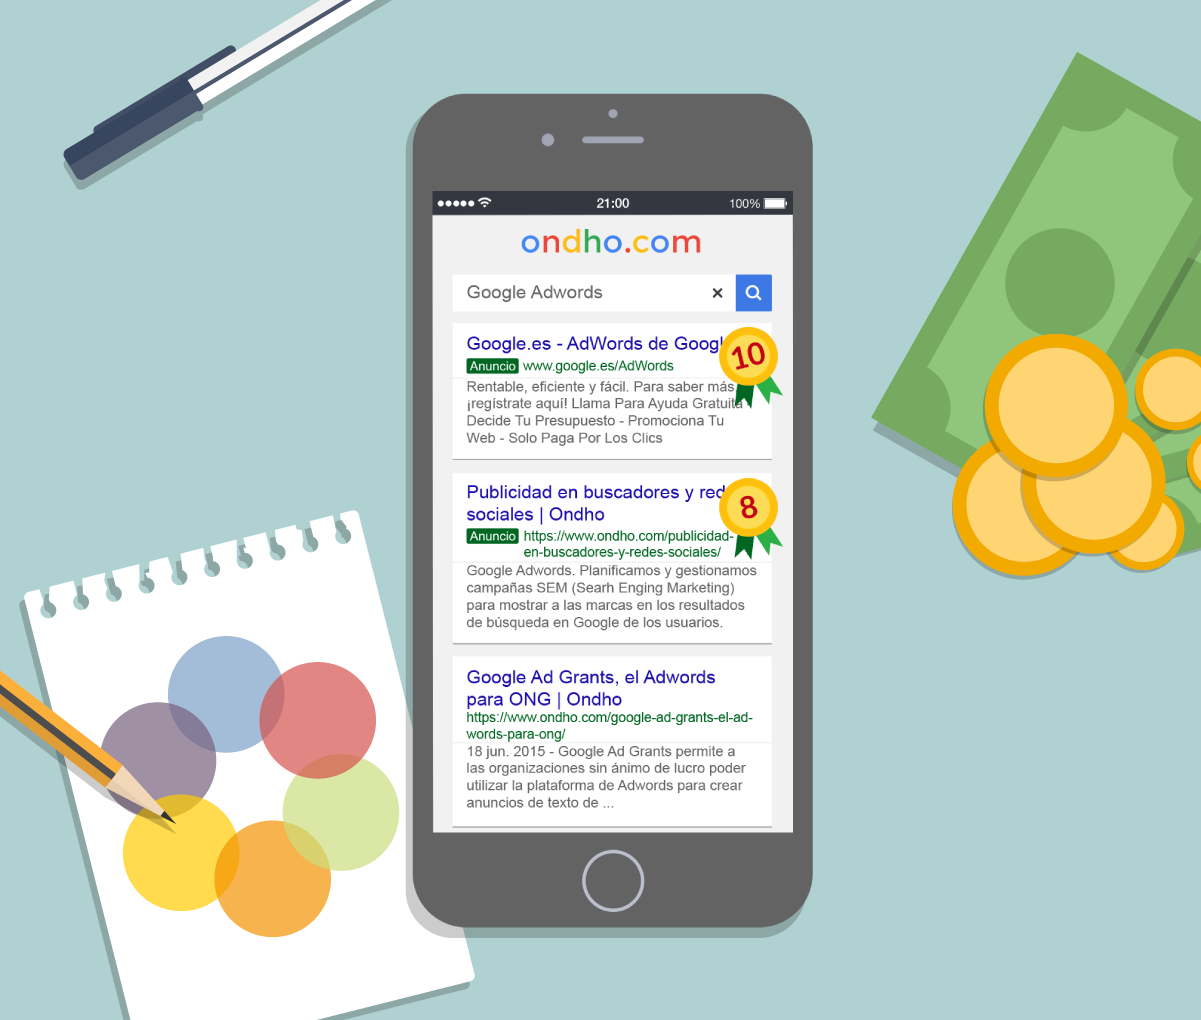 21:00
100%
ondho.com
Google Adwords
Google.es - AdWords de Googl
10
Anuncio www.google.es/AdWords
Rentable, eficiente y fácil. Para saber más
¡regístrate aquí! Llama Para Ayuda Gratuita -
Decide Tu Presupuesto - Promociona Tu
Web - Solo Paga Por Los Clics
Publicidad en buscadores y red
sociales | Ondho
8
Anuncio https://www.ondho.com/publicidad-
en-buscadores-y-redes-sociales/
Google Adwords. Planificamos y gestionamos
campañas SEM (Searh Enging Marketing)
para mostrar a las marcas en los resultados
de búsqueda en Google de los usuarios.
Google Ad Grants, el Adwords
para ONG | Ondho
https://www.ondho.com/google-ad-grants-el-ad-
words-para-ong/
18 jun. 2015 - Google Ad Grants permite a
las organizaciones sin ánimo de lucro poder
utilizar la plataforma de Adwords para crear
anuncios de texto de ...